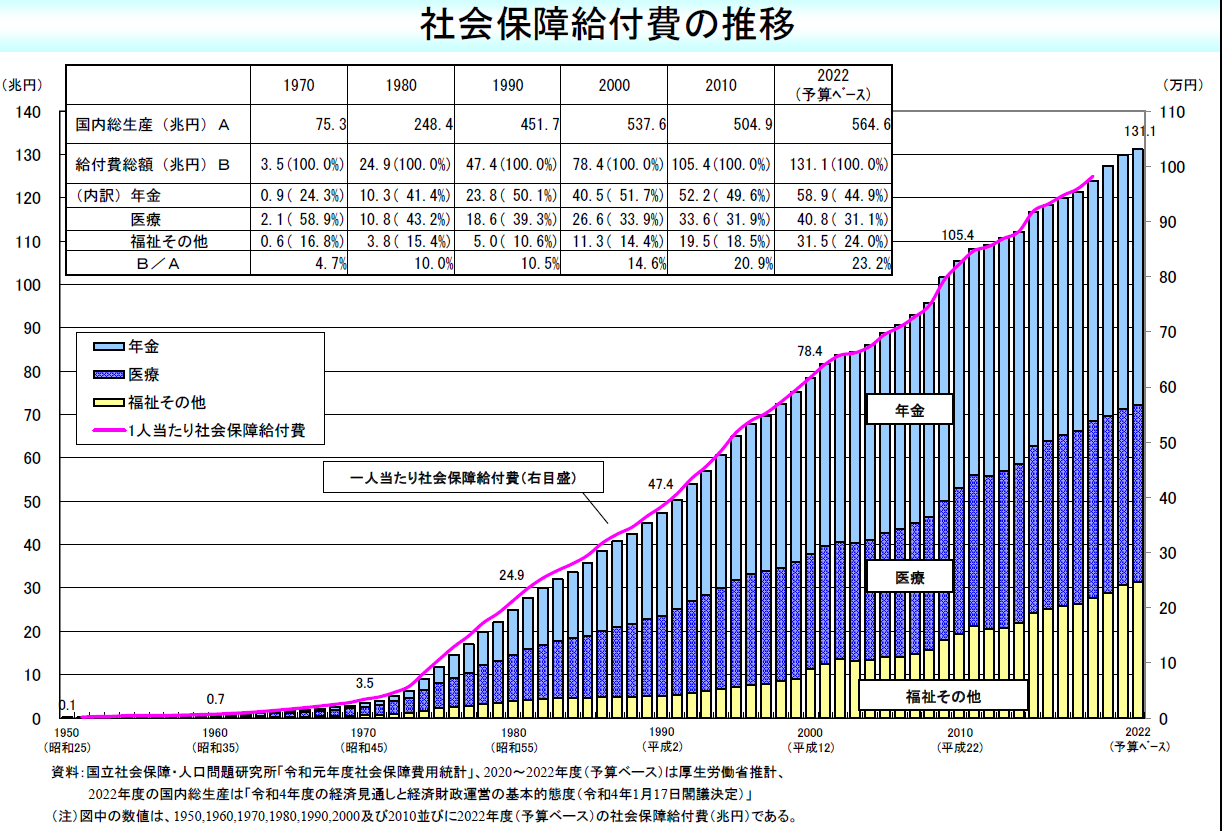 社会保障給付費の推移
(兆円)
(万円)
1970 1980 1990 2000 2010 2022
(予算ﾍﾞｰｽ)
国内総生産(兆円) A 75.3 248.4 451.7 537.6 504.9 564.6
給付費総額(兆円) B 3.5(100.0%) 24.9(100.0%) 47.4(100.0%) 78.4(100.0%) 105.4(100.0%) 131.1(100.0%)
(内訳) 年金 0.9( 24.3%) 10.3( 41.4%) 23.8( 50.1%) 40.5( 51.7%) 52.2( 49.6%) 58.9( 44.9%)
医療 2.1( 58.9%) 10.8( 43.2%) 18.6( 39.3%) 26.6( 33.9%) 33.6( 31.9%) 40.8( 31.1%)
福祉その他 0.6( 16.8%) 3.8( 15.4%) 5.0( 10.6%) 11.3( 14.4%) 19.5( 18.5%) 31.5( 24.0%)
B/A 4.7% 10.0% 10.5% 14.6% 20.9% 23.2%
140
130
120
110
100
90
80
70
60
50
40
30
20
10
0
110
100
90
80
70
60
50
40
30
20
10
0
年金
医療
福祉その他
1人当たり社会保障給付費
一人当たり社会保障給付費(右目盛)
0.1
0.7
3.5
24.9
47.4
78.4
105.4
131.1
年金
医療
福祉その他
1950 1960 1970 1980 1990 2000 2010 2022
(昭和25) (昭和35) (昭和45) (昭和55) (平成2) (平成12) (平成22) (予算ﾍﾞｰｽ)
資料:国立社会保障・人口問題研究所「令和元年度社会保障費用統計」、2020～2022年度(予算ベース)は厚生労働省推計、
2022年度の国内総生産は「令和4年度の経済見通しと経済財政運営の基本的態度(令和4年1月17日閣議決定)」
(注)図中の数値は、1950,1960,1970,1980,1990,2000及び2010並びに2022年度(予算ベース)の社会保障給付費(兆円)である。